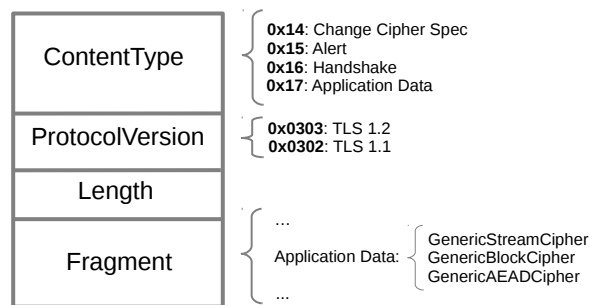 ContentType
0x14: Change Cipher Spec
0x15: Alert
0x16: Handshake
0x17: Application Data
ProtocolVersion
0x0303: TLS 1.2
0x0302: TLS 1.1
Length
Fragment
...
Application Data:
GenericStreamCipher
GenericBlockCipher
GenericAEADCipher
...